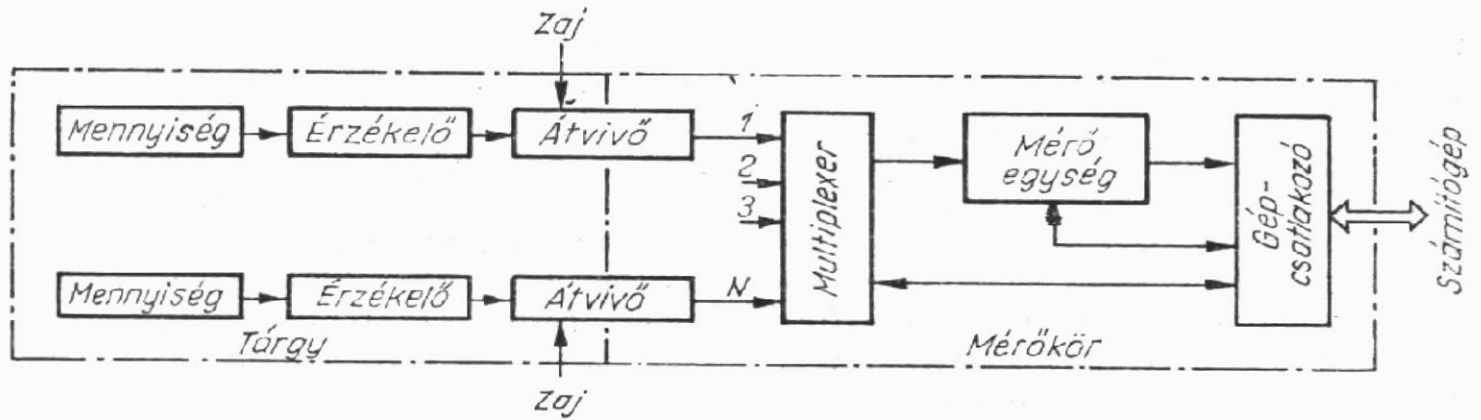 Zaj
Mennyiség
Érzékelő
Átvivő
1
2
3
N
Multiplexer
Mérő
egység
Gép-
csatlakozó
Számítógép
Mennyiség
Érzékelő
Átvivő
Tárgy
Mérőkör
Zaj